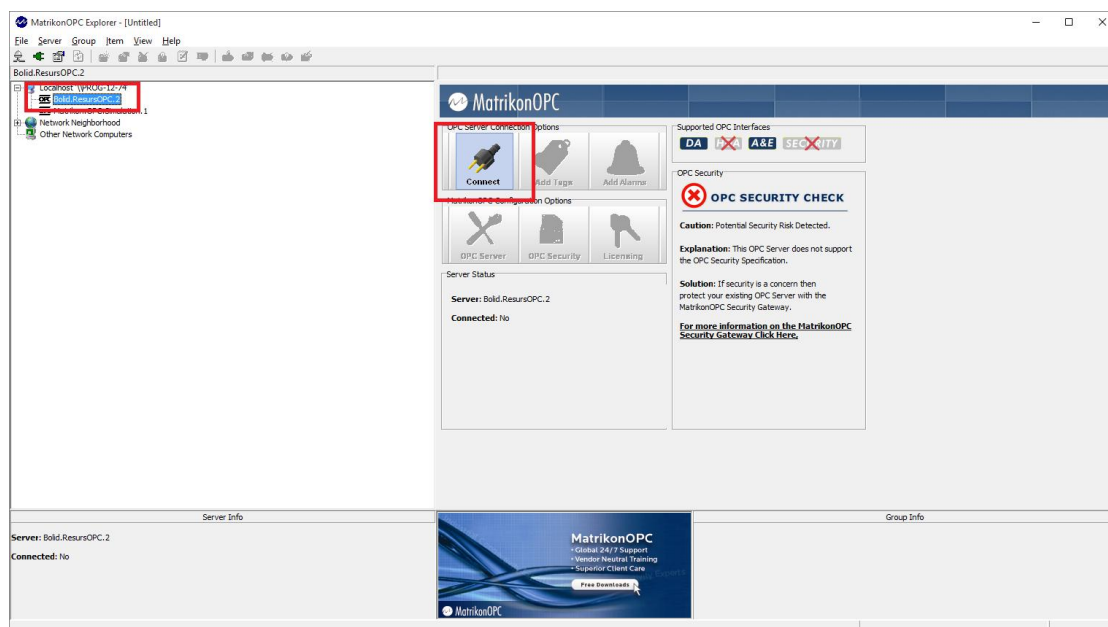 MatrikonOPC Explorer - [Untitled]
File Server Group Item View Help
Bolid.ResursOPC.2
Localhost '\\PROG-12-74'
Bolid.ResursOPC.2
Matrikon.OPC.Simulation.1
Network Neighborhood
Other Network Computers
MatrikonOPC
OPC Server Connection Options
Connect
Add Tags
Add Alarms
MatrikonOPC Configuration Options
OPC Server
OPC Security
Licensing
Server Status
Server: Bolid.ResursOPC.2
Connected: No
Supported OPC Interfaces
DA HDA A&E SECURITY
OPC Security
OPC SECURITY CHECK
Caution: Potential Security Risk Detected.
Explanation: This OPC Server does not support
the OPC Security Specification.
Solution: If security is a concern then
protect your existing OPC Server with the
MatrikonOPC Security Gateway.
For more information on the MatrikonOPC
Security Gateway Click Here.
Server Info
Server: Bolid.ResursOPC.2
Connected: No
MatrikonOPC
• Global 24/7 Support
• Vendor Neutral Training
• Superior Client Care
Free Downloads
MatrikonOPC
Group Info